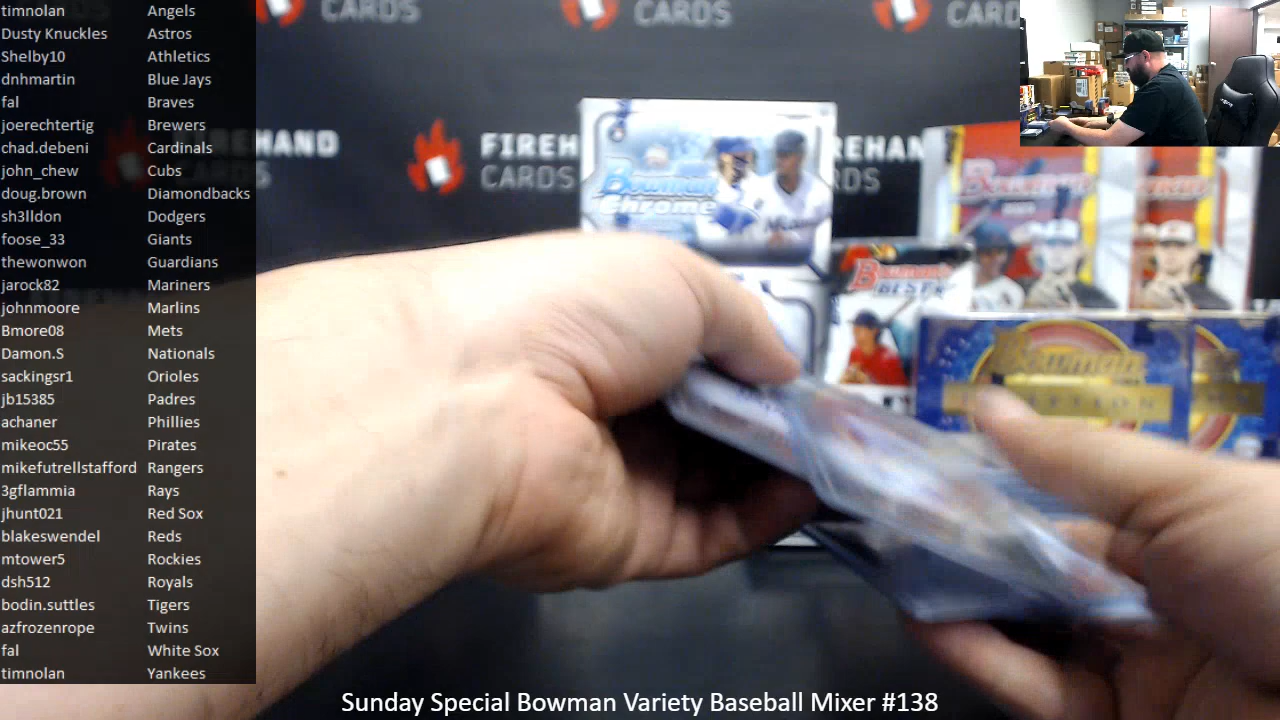 timnolan Angels
Dusty Knuckles Astros
Shelby10 Athletics
dnhmartin Blue Jays
fal Braves
joerechtertig Brewers
chad.debeni Cardinals
john_chew Cubs
doug.brown Diamondbacks
sh3lldon Dodgers
foose_33 Giants
thewonwon Guardians
jarock82 Mariners
johnmoore Marlins
Bmore08 Mets
Damon.S Nationals
sackingsr1 Orioles
jb15385 Padres
achaner Phillies
mikeoc55 Pirates
mikefutrellstafford Rangers
3gflammia Rays
jhunt021 Red Sox
blakeswendel Reds
mtower5 Rockies
dsh512 Royals
bodin.suttles Tigers
azfrozenrope Twins
fal White Sox
timnolan Yankees
CARDS
CARDS
CARD
HAND
CARDS
FIREH
CARDS
EHAND
RDS
Bowman
Chrome
Bowman
Bowman's
BEST
Bowman
Sunday Special Bowman Variety Baseball Mixer #138